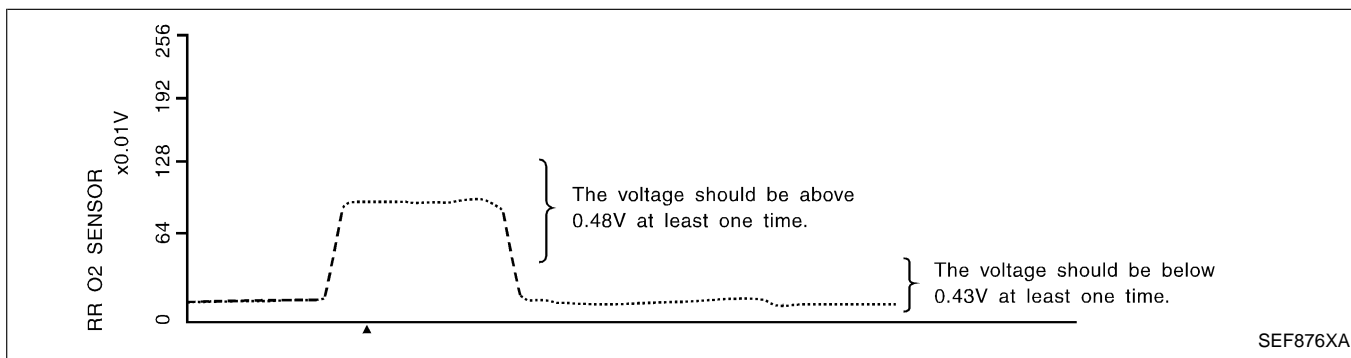 256
192
128
64
0
x0.01V
RR O2 SENSOR
The voltage should be above
0.48V at least one time.
The voltage should be below
0.43V at least one time.
SEF876XA